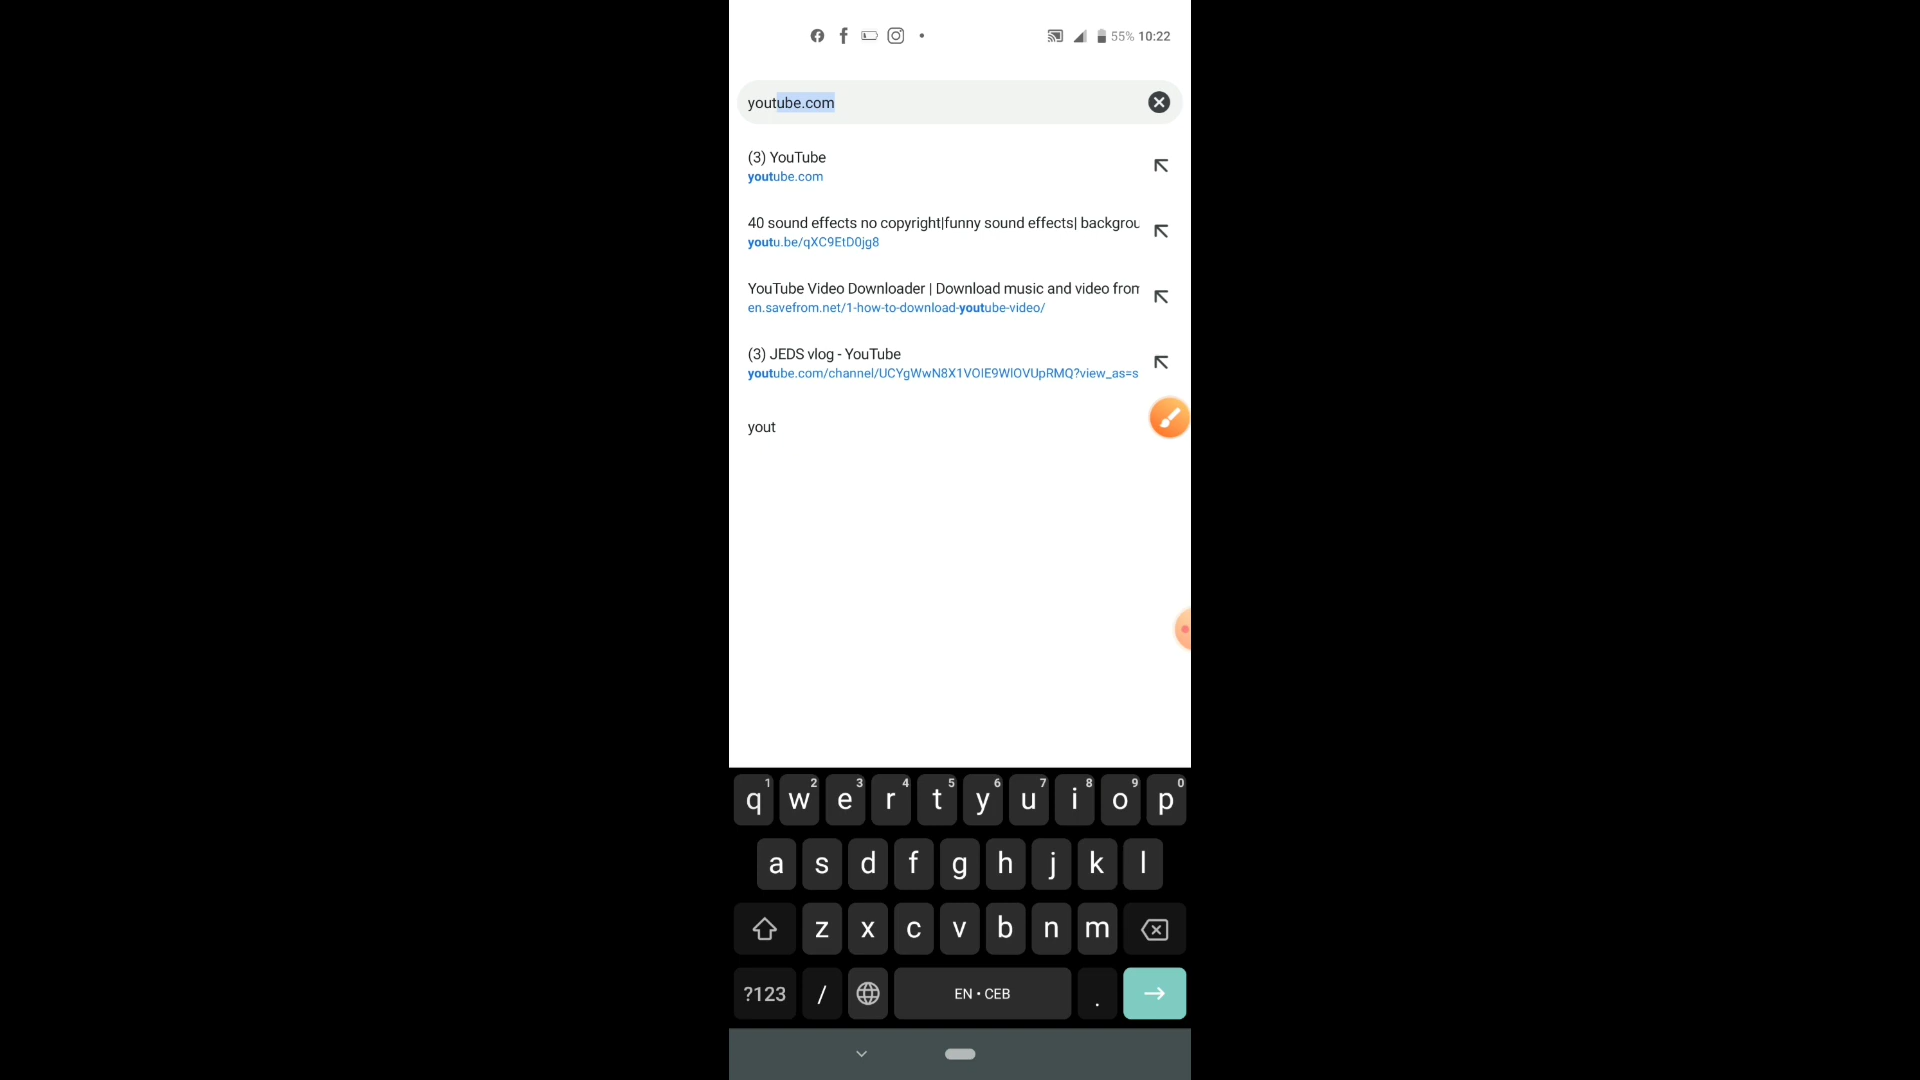 55% 10:22
youtube.com
(3) YouTube
youtube.com
40 sound effects no copyright|funny sound effects| backgrou
youtu.be/qXC9EtD0jg8
YouTube Video Downloader | Download music and video from
en.savefrom.net/1-how-to-download-youtube-video/
(3) JEDS vlog - YouTube
youtube.com/channel/UCYgWwN8X1VOIE9WIOVUpRMQ?view_as=s
yout
1 2 3 4 5 6 7 8 9 0
q w e r t y u i o p
a s d f g h j k l
z x c v b n m
?123 / EN • CEB .